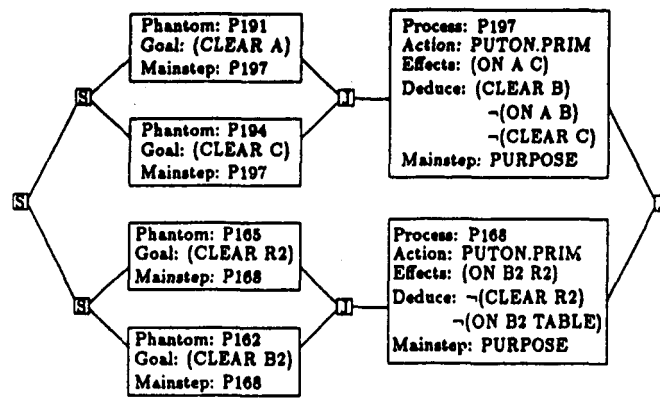 Phantom: P191
Goal: (CLEAR A)
Mainstep: P197
Process: P197
Action: PUTON.PRIM
Effects: (ON A C)
Deduce: (CLEAR B)
¬(ON A B)
¬(CLEAR C)
Mainstep: PURPOSE
S
J
Phantom: P194
Goal: (CLEAR C)
Mainstep: P197
S
J
Phantom: P165
Goal: (CLEAR R2)
Mainstep: P168
Process: P168
Action: PUTON.PRIM
Effects: (ON B2 R2)
Deduce: ¬(CLEAR R2)
¬(ON B2 TABLE)
Mainstep: PURPOSE
S
J
Phantom: P162
Goal: (CLEAR B2)
Mainstep: P168